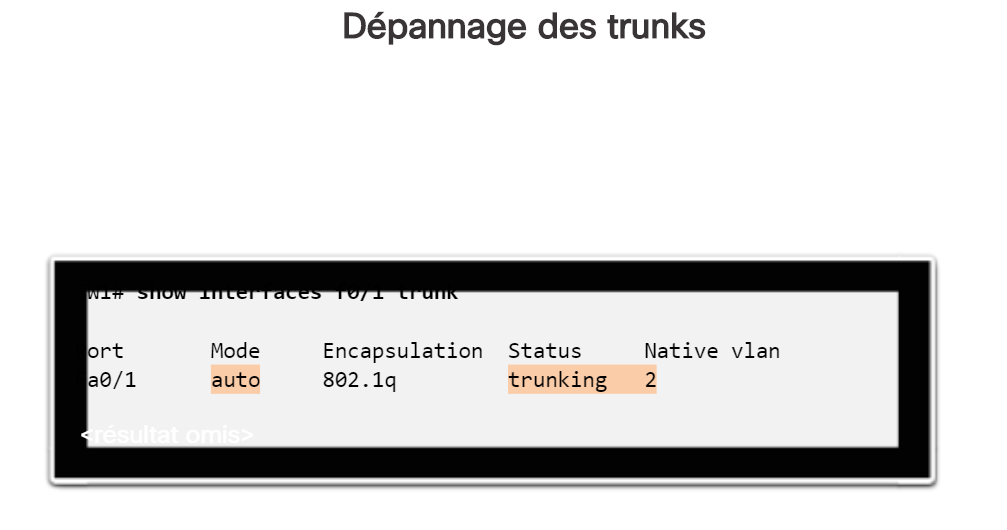 Dépannage des trunks
W1# show interfaces f0/1 trunk
ort Mode Encapsulation Status Native vlan
a0/1 auto 802.1q trunking 2
<résultat omis>